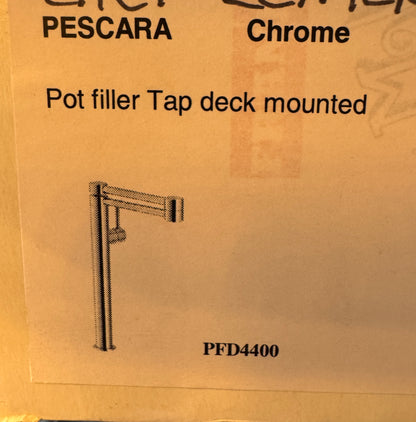 PESCARA Chrome
Pot filler Tap deck mounted
PFD4400